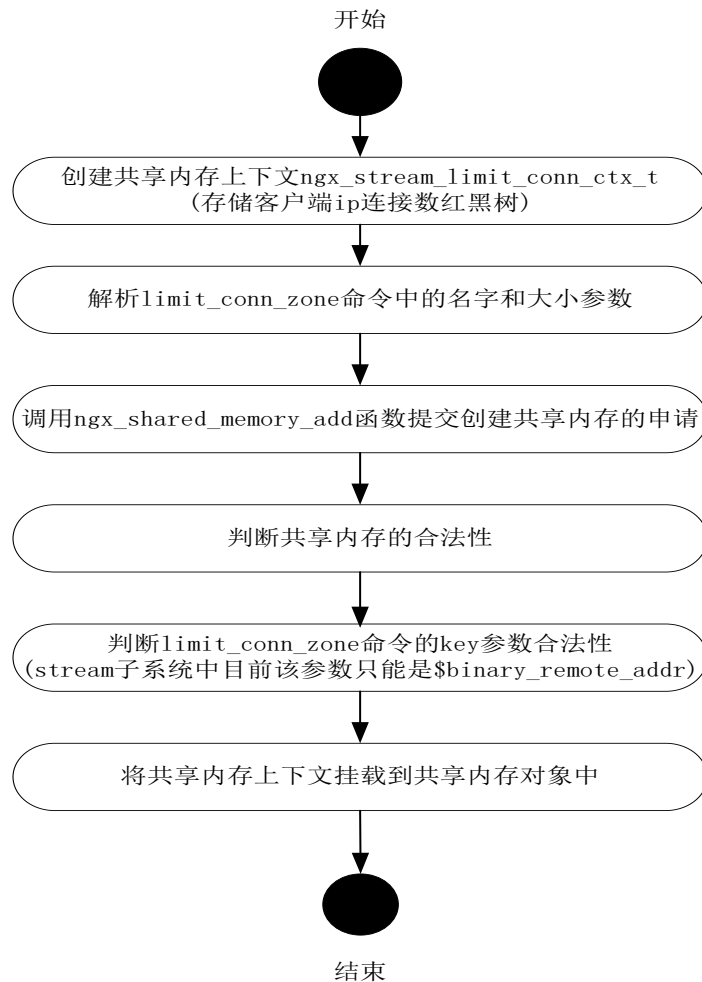 开始
创建共享内存上下文ngx_stream_limit_conn_ctx_t
(存储客户端ip连接数红黑树)
解析limit_conn_zone命令中的名字和大小参数
调用ngx_shared_memory_add函数提交创建共享内存的申请
判断共享内存的合法性
判断limit_conn_zone命令的key参数合法性
(stream子系统中目前该参数只能是$binary_remote_addr)
将共享内存上下文挂载到共享内存对象中
结束